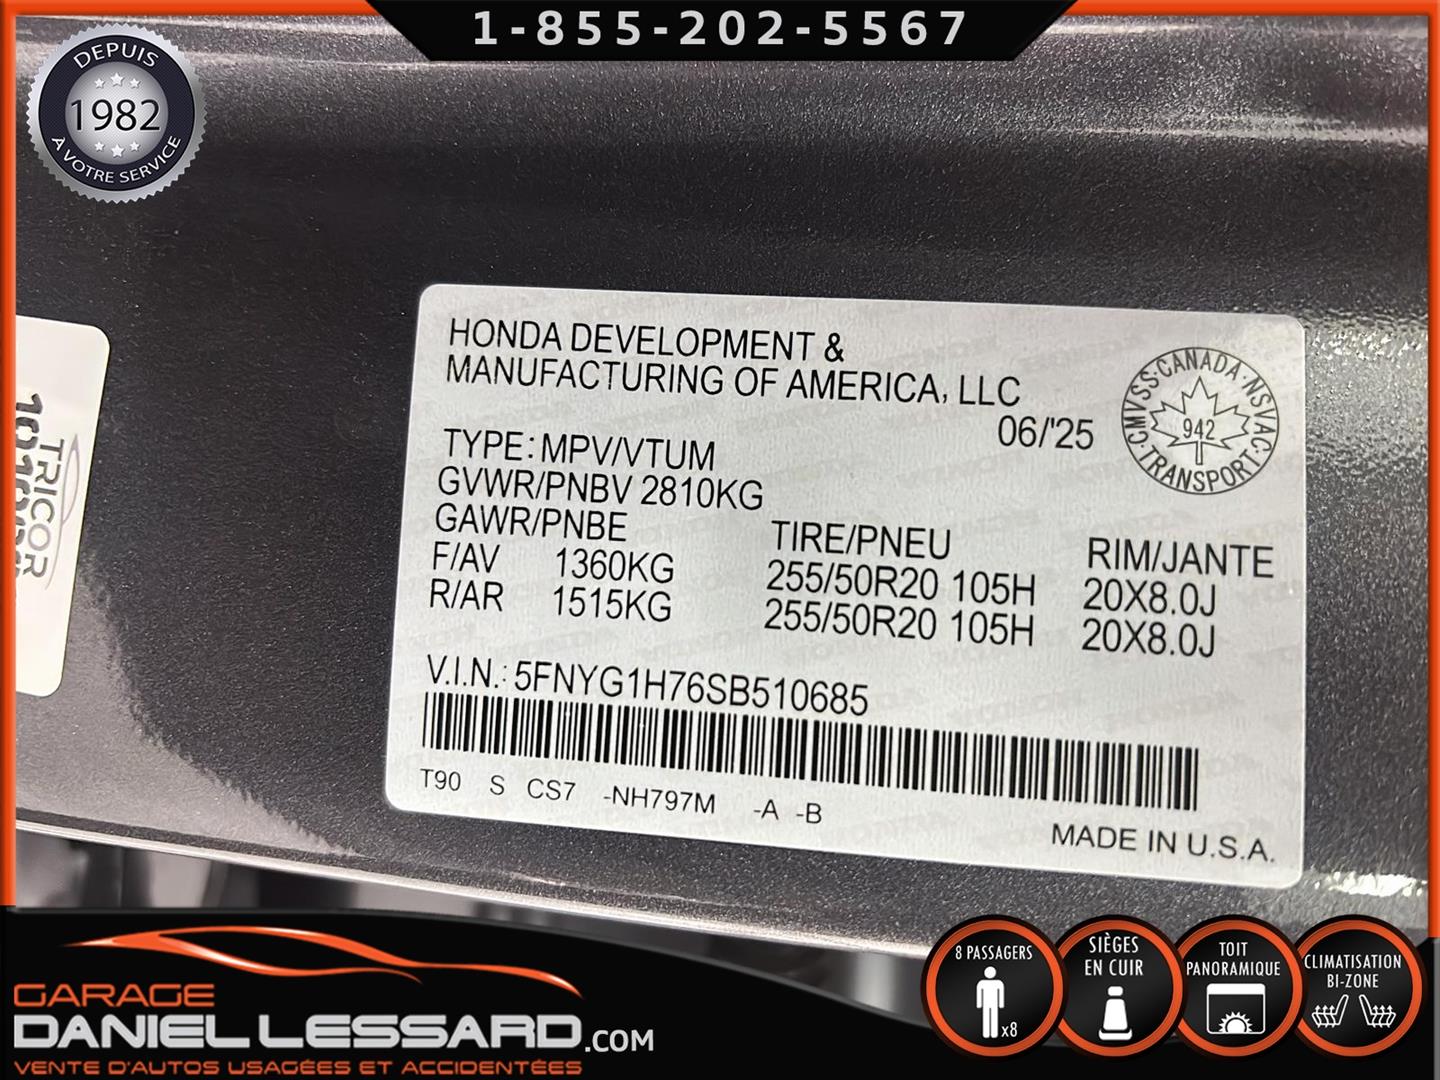 1-855-202-5567
DEPUIS
1982
À VOTRE SERVICE
HONDA DEVELOPMENT &
MANUFACTURING OF AMERICA, LLC
06/'25
CMVSS·CANADA·NSVAC·
942
TRANSPORT
TYPE: MPV/VTUM
GVWR/PNBV 2810KG
GAWR/PNBE TIRE/PNEU RIM/JANTE
F/AV 1360KG 255/50R20 105H 20X8.0J
R/AR 1515KG 255/50R20 105H 20X8.0J
V.I.N.: 5FNYG1H76SB510685
T90 S CS7 -NH797M -A -B
MADE IN U.S.A.
TRICOR
8 PASSAGERS
x8
SIÈGES
EN CUIR
TOIT
PANORAMIQUE
CLIMATISATION
BI-ZONE
GARAGE
DANIEL LESSARD.COM
VENTE D'AUTOS USAGÉES ET ACCIDENTÉES